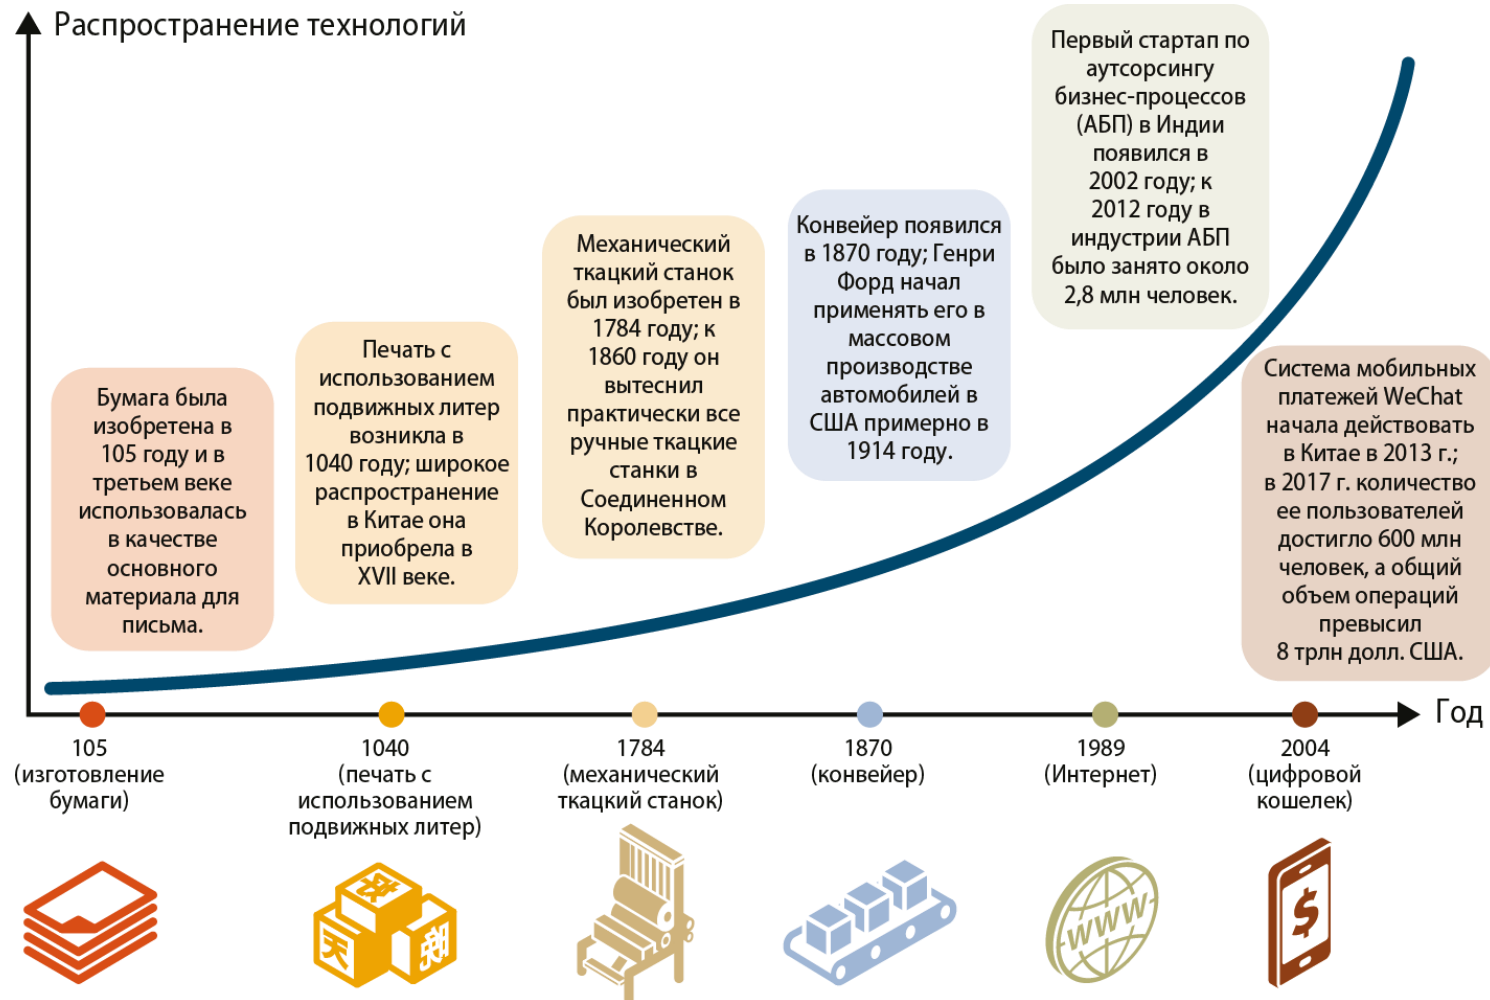 Распространение технологий
Бумага была
изобретена в
105 году и в
третьем веке
использовалась
в качестве
основного
материала для
письма.
Печать с
использованием
подвижных литер
возникла в
1040 году; широкое
распространение
в Китае она
приобрела в
XVII веке.
Механический
ткацкий станок
был изобретен в
1784 году; к
1860 году он
вытеснил
практически все
ручные ткацкие
станки в
Соединенном
Королевстве.
Конвейер появился
в 1870 году; Генри
Форд начал
применять его в
массовом
производстве
автомобилей в
США примерно в
1914 году.
Первый стартап по
аутсорсингу
бизнес-процессов
(АБП) в Индии
появился в
2002 году; к
2012 году в
индустрии АБП
было занято около
2,8 млн человек.
Система мобильных
платежей WeChat
начала действовать
в Китае в 2013 г.;
в 2017 г. количество
ее пользователей
достигло 600 млн
человек, а общий
объем операций
превысил
8 трлн долл. США.
Год
105
(изготовление
бумаги)
1040
(печать с
использованием
подвижных литер)
1784
(механический
ткацкий станок)
1870
(конвейер)
1989
(Интернет)
2004
(цифровой
кошелек)
天
www
$